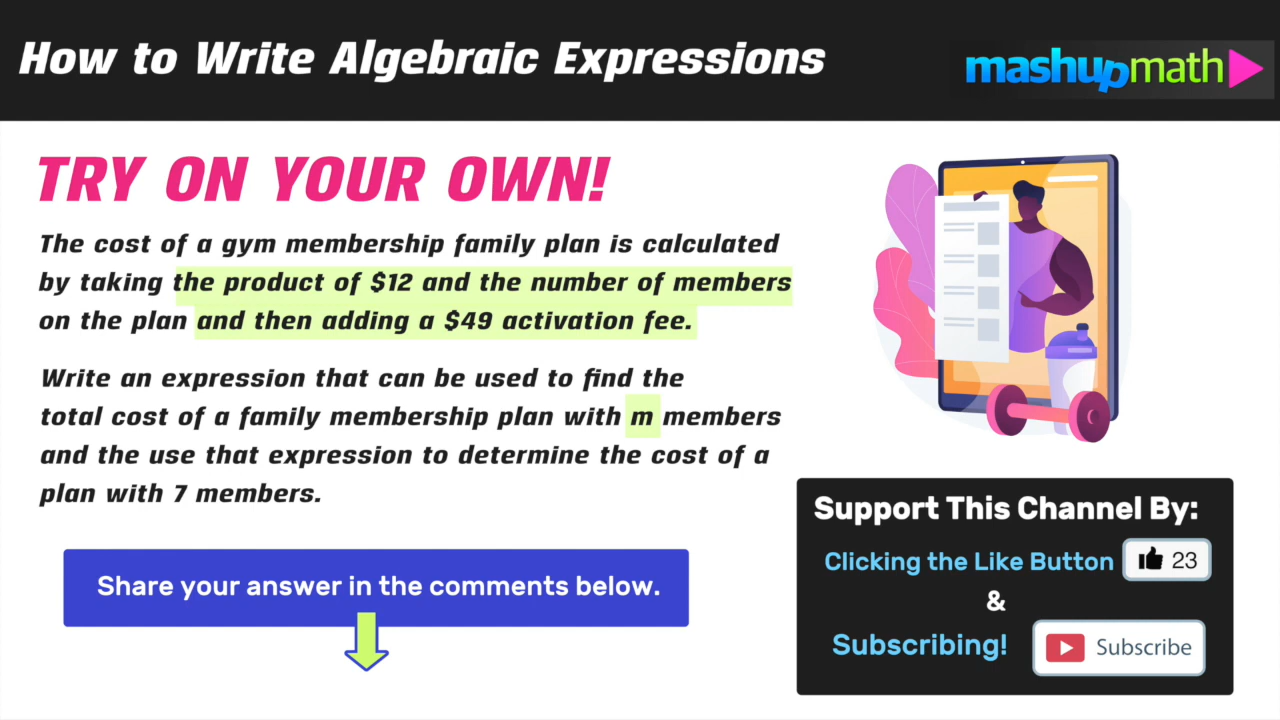 How to Write Algebraic Expressions
mashupmath
TRY ON YOUR OWN!
The cost of a gym membership family plan is calculated
by taking the product of $12 and the number of members
on the plan and then adding a $49 activation fee.
Write an expression that can be used to find the
total cost of a family membership plan with m members
and the use that expression to determine the cost of a
plan with 7 members.
Share your answer in the comments below.
Support This Channel By:
Clicking the Like Button 23
&
Subscribing! Subscribe